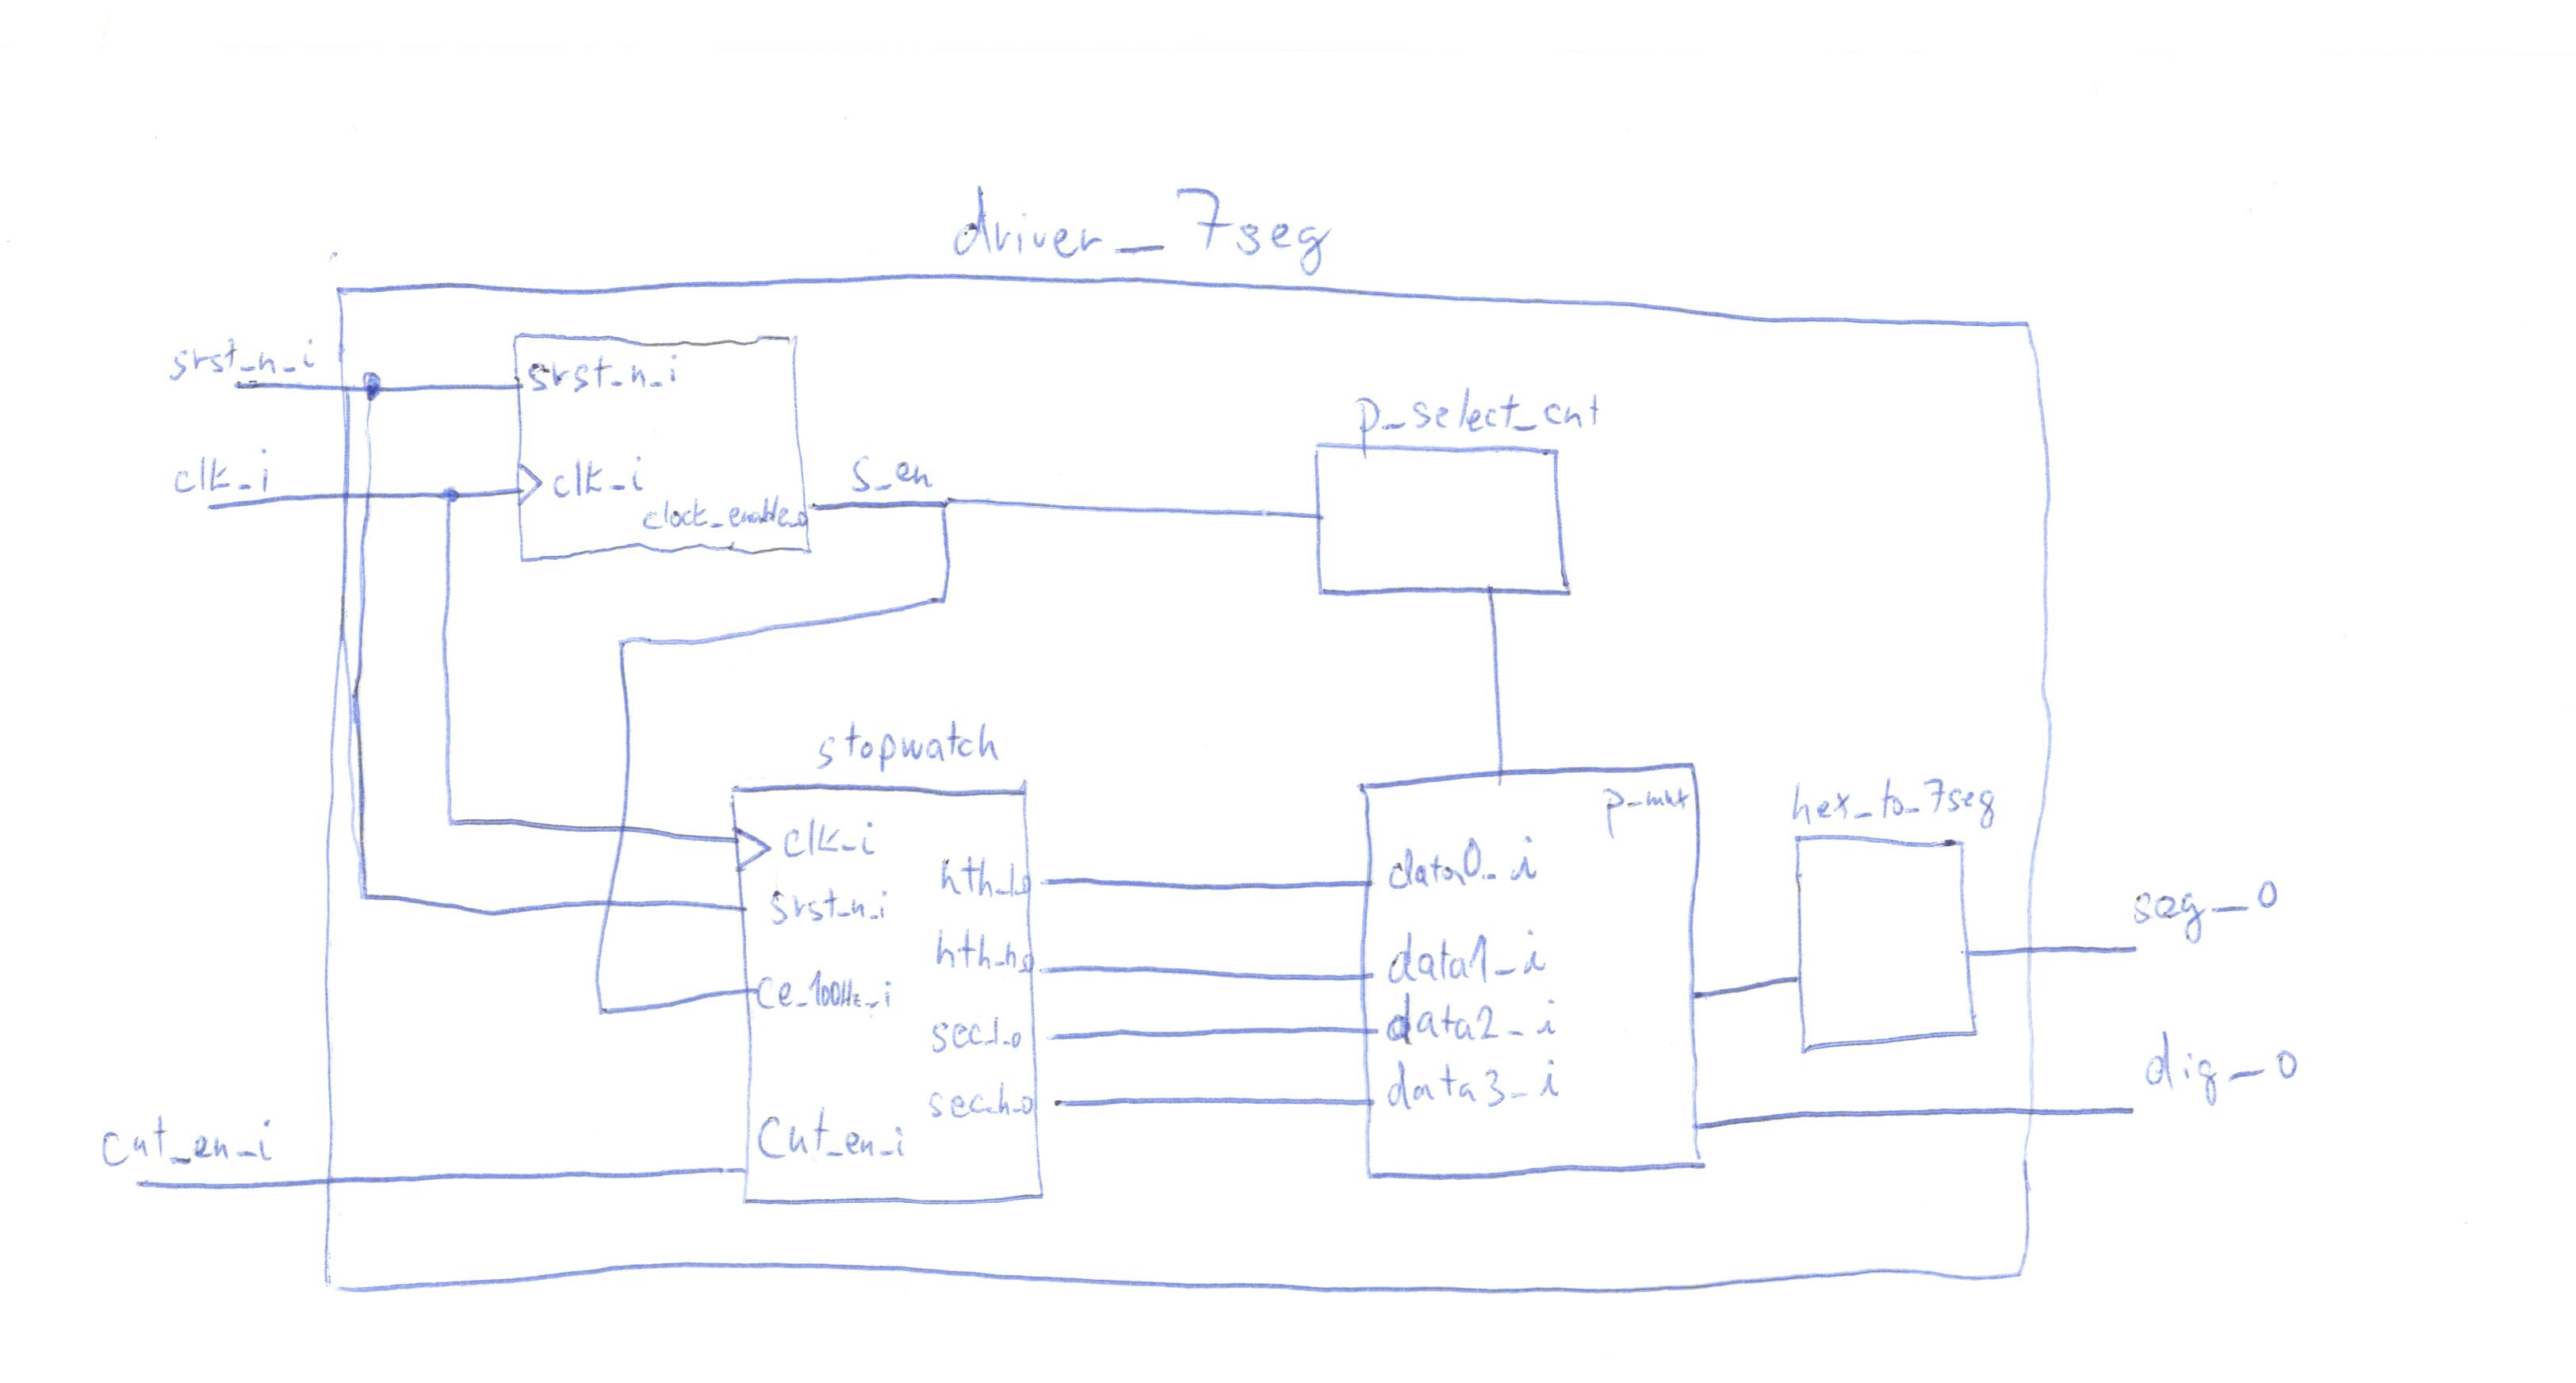 driver_7seg
srst_n_i
srst_n_i
clk_i
clk_i
clock_enable_o
s_en
p_select_cnt
stopwatch
clk_i
srst_n_i
ce_100Hz_i
cnt_en_i
cnt_en_i
hth_l_o
hth_h_o
sec_l_o
sec_h_o
p_mux
data0_i
data1_i
data2_i
data3_i
hex_to_7seg
seg_o
dig_o